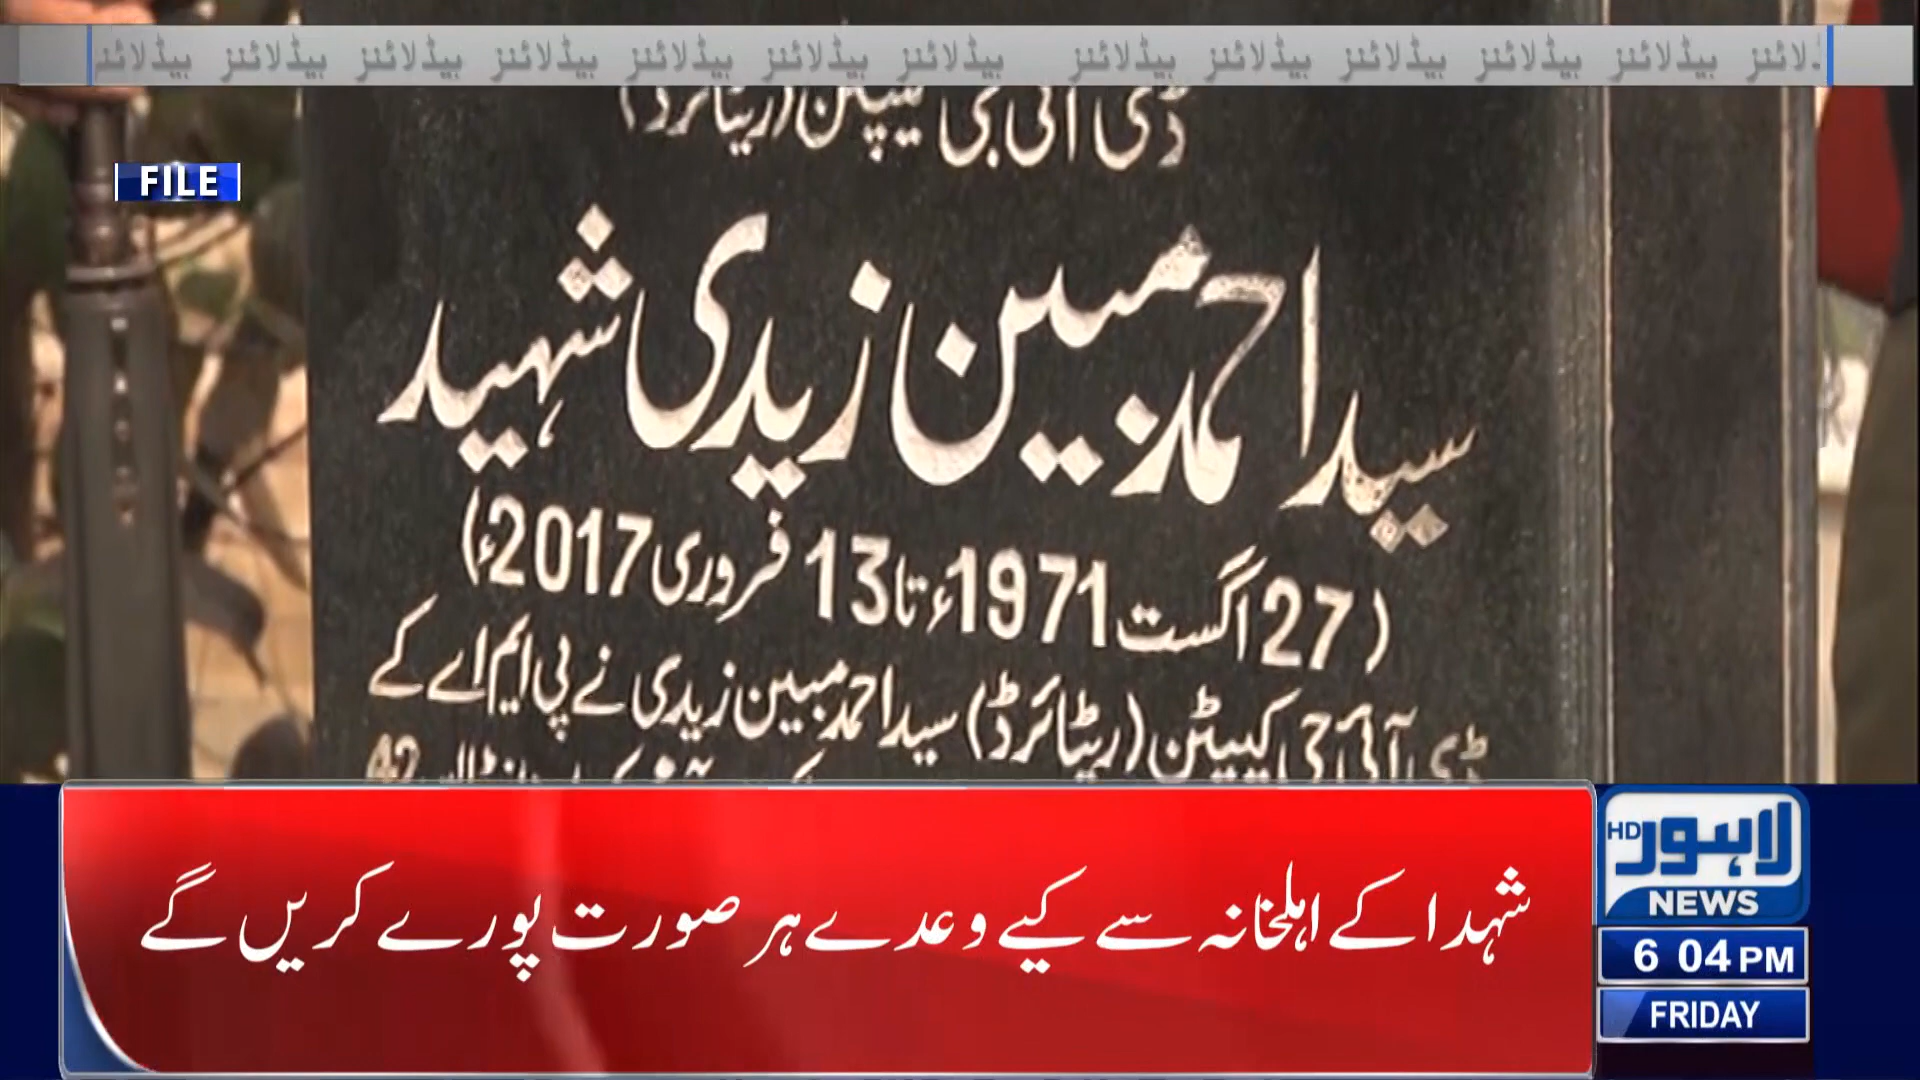 ہیڈلائنز ہیڈلائنز ہیڈلائنز ہیڈلائنز ہیڈلائنز ہیڈلائنز ہیڈلائنز ہیڈلائنز ہیڈلائنز ہیڈلائنز ہیڈلائنز
ڈی آئی جی کیپٹن (ریٹائرڈ)
FILE
سید احمد مبین زیدی شہید
(27 اگست 1971ء تا 13 فروری 2017ء)
ڈی آئی جی کیپٹن (ریٹائرڈ) سید احمد مبین زیدی نے پی ایم اے کے
42
شہدا کے اہلخانہ سے کیے وعدے ہر صورت پورے کریں گے
لاہور HD
NEWS
6 04 PM
FRIDAY